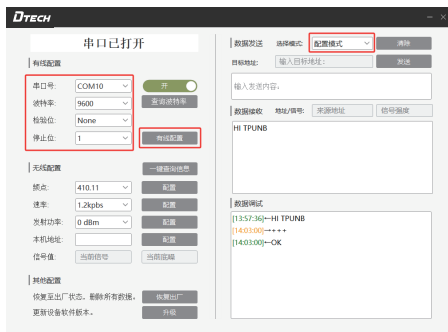 DTECH
串口已打开
有线配置
串口号: COM10 开
波特率: 9600 查询波特率
检验位: None
停止位: 1 有线配置
无线配置 一键查询信息
频点: 410.11 配置
速率: 1.2kpbs 配置
发射功率: 0 dBm 配置
本机地址: 配置
信号值: 当前信号 当前底噪
其他配置
恢复至出厂状态,删除所有数据。 恢复出厂
更新设备软件版本。 升级
数据发送 选择模式: 配置模式 清除
目标地址: 输入目标地址: 发送
输入发送内容:
数据接收 地址/信号: 来源地址 信号强度
HI TPUNB
数据调试
[13:57:36]←HI TPUNB
[14:03:00]→+++
[14:03:00]←OK